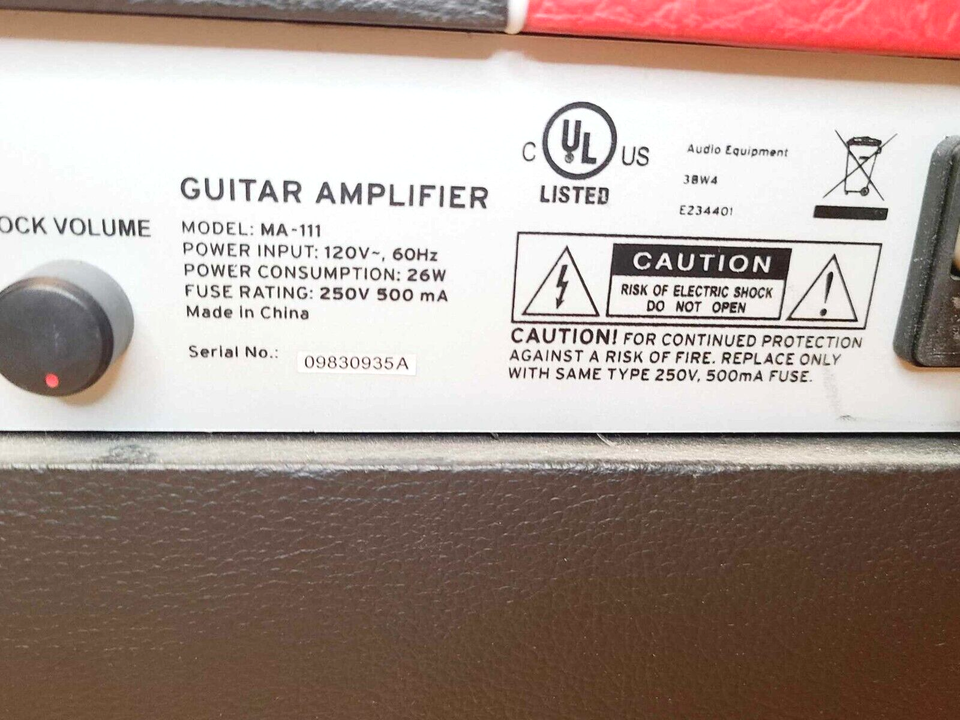 OCK VOLUME
GUITAR AMPLIFIER
MODEL: MA-111
POWER INPUT: 120V~, 60Hz
POWER CONSUMPTION: 26W
FUSE RATING: 250V 500 mA
Made in China
Serial No.: 09830935A
C UL US
LISTED
Audio Equipment
3BW4
E234401
CAUTION
RISK OF ELECTRIC SHOCK
DO NOT OPEN
CAUTION! FOR CONTINUED PROTECTION
AGAINST A RISK OF FIRE. REPLACE ONLY
WITH SAME TYPE 250V, 500mA FUSE.